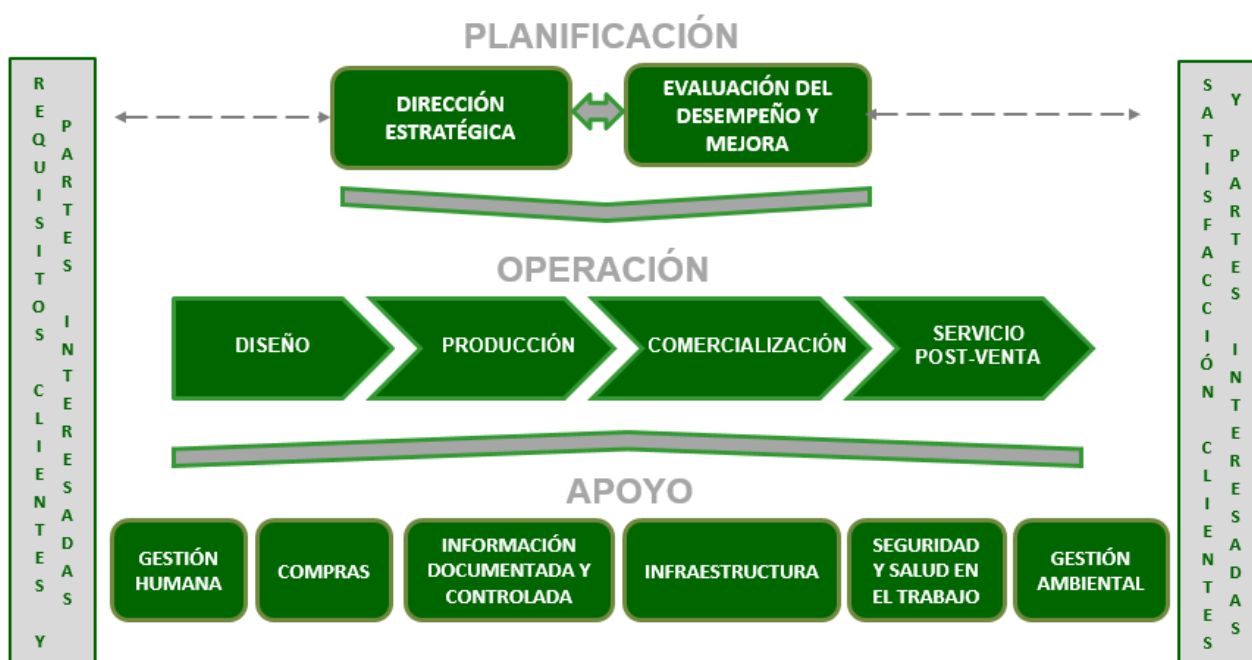 PLANIFICACIÓN
REQUISITOS CLIENTES Y
PARTES INTERESADAS
DIRECCIÓN
ESTRATÉGICA
EVALUACIÓN DEL
DESEMPEÑO Y
MEJORA
OPERACIÓN
DISEÑO
PRODUCCIÓN
COMERCIALIZACIÓN
SERVICIO
POST-VENTA
APOYO
GESTIÓN
HUMANA
COMPRAS
INFORMACIÓN
DOCUMENTADA Y
CONTROLADA
INFRAESTRUCTURA
SEGURIDAD
Y SALUD EN
EL TRABAJO
GESTIÓN
AMBIENTAL
SATISFACCIÓN CLIENTES
Y PARTES INTERESADAS